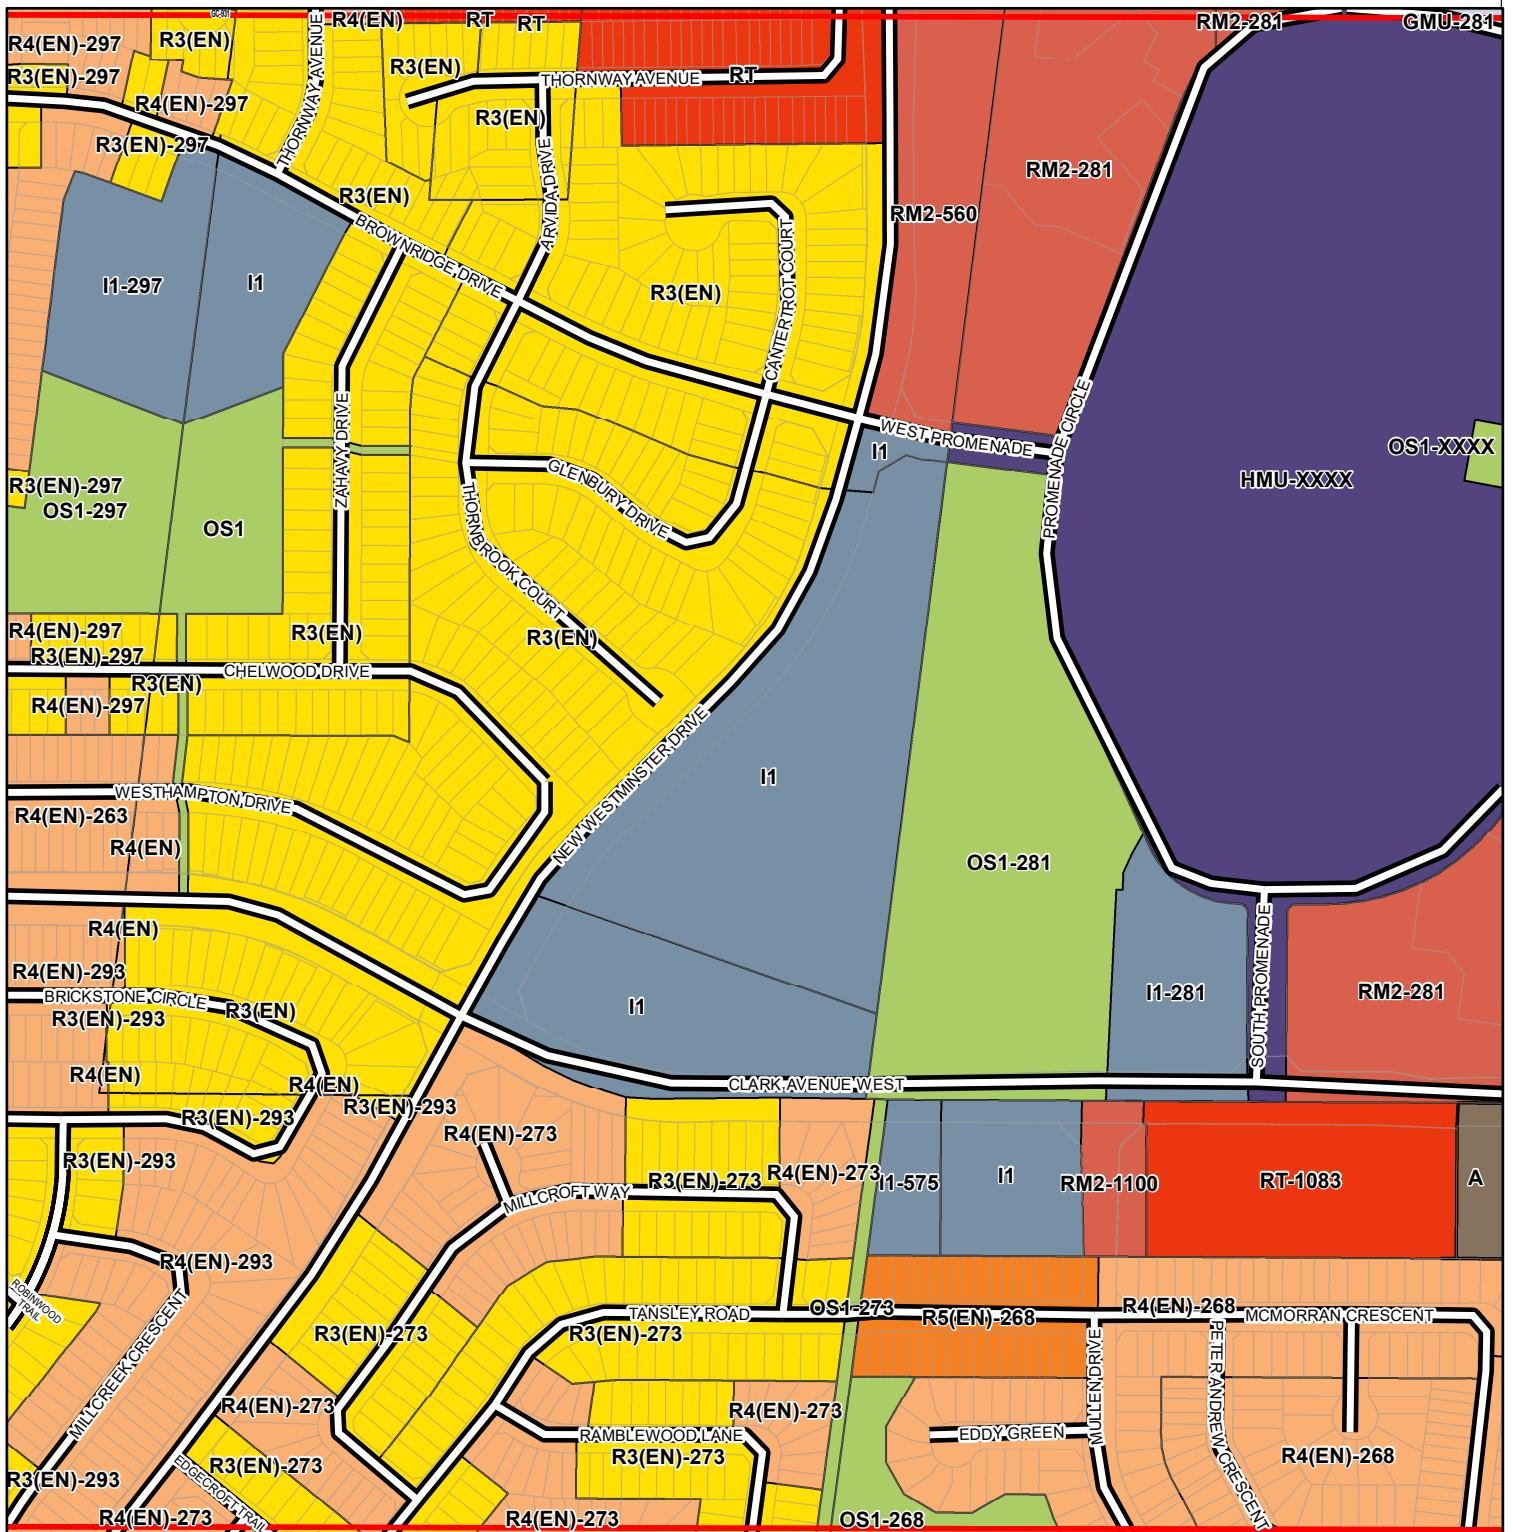 GC-931
R4(EN)
RT
RT
RM2-281
GMU-281
R4(EN)-297
R3(EN)
R3(EN)
R3(EN)-297
THORNWAY AVENUE
THORNWAY AVENUE
RT
R4(EN)-297
R3(EN)
R3(EN)-297
ARVIDA DRIVE
RM2-281
R3(EN)
RM2-560
BROWNRIDGE DRIVE
CANTERTROT COURT
I1-297
I1
R3(EN)
ZAHAVY DRIVE
WEST PROMENADE
PROMENADE CIRCLE
I1
OS1-XXXX
HMU-XXXX
R3(EN)-297
OS1-297
OS1
GLENBURY DRIVE
THORNBROOK COURT
R4(EN)-297
R3(EN)
R3(EN)
R3(EN)-297
CHELWOOD DRIVE
R3(EN)
R4(EN)-297
NEW WESTMINSTER DRIVE
I1
WESTHAMPTON DRIVE
R4(EN)-263
R4(EN)
OS1-281
R4(EN)
R4(EN)-293
BRICKSTONE CIRCLE
R3(EN)
R3(EN)-293
I1
I1-281
SOUTH PROMENADE
RM2-281
R4(EN)
R4(EN)
CLARK AVENUE WEST
R3(EN)-293
R3(EN)-293
R4(EN)-273
R3(EN)-293
R3(EN)-273
R4(EN)-273
I1-575
I1
RM2-1100
RT-1083
A
MILLCROFT WAY
R4(EN)-293
ROBINWOOD
TRAIL
MILLCREEK CRESCENT
TANSLEY ROAD
OS1-273
R5(EN)-268
R4(EN)-268
MCMORRAN CRESCENT
R3(EN)-273
R3(EN)-273
MULLEN DRIVE
PETER ANDREW CRESCENT
R4(EN)-273
R4(EN)-273
RAMBLEWOOD LANE
EDDY GREEN
R3(EN)-273
R4(EN)-268
R3(EN)-293
R3(EN)-273
EDGECROFT TRAIL
R4(EN)-273
R4(EN)-273
OS1-268